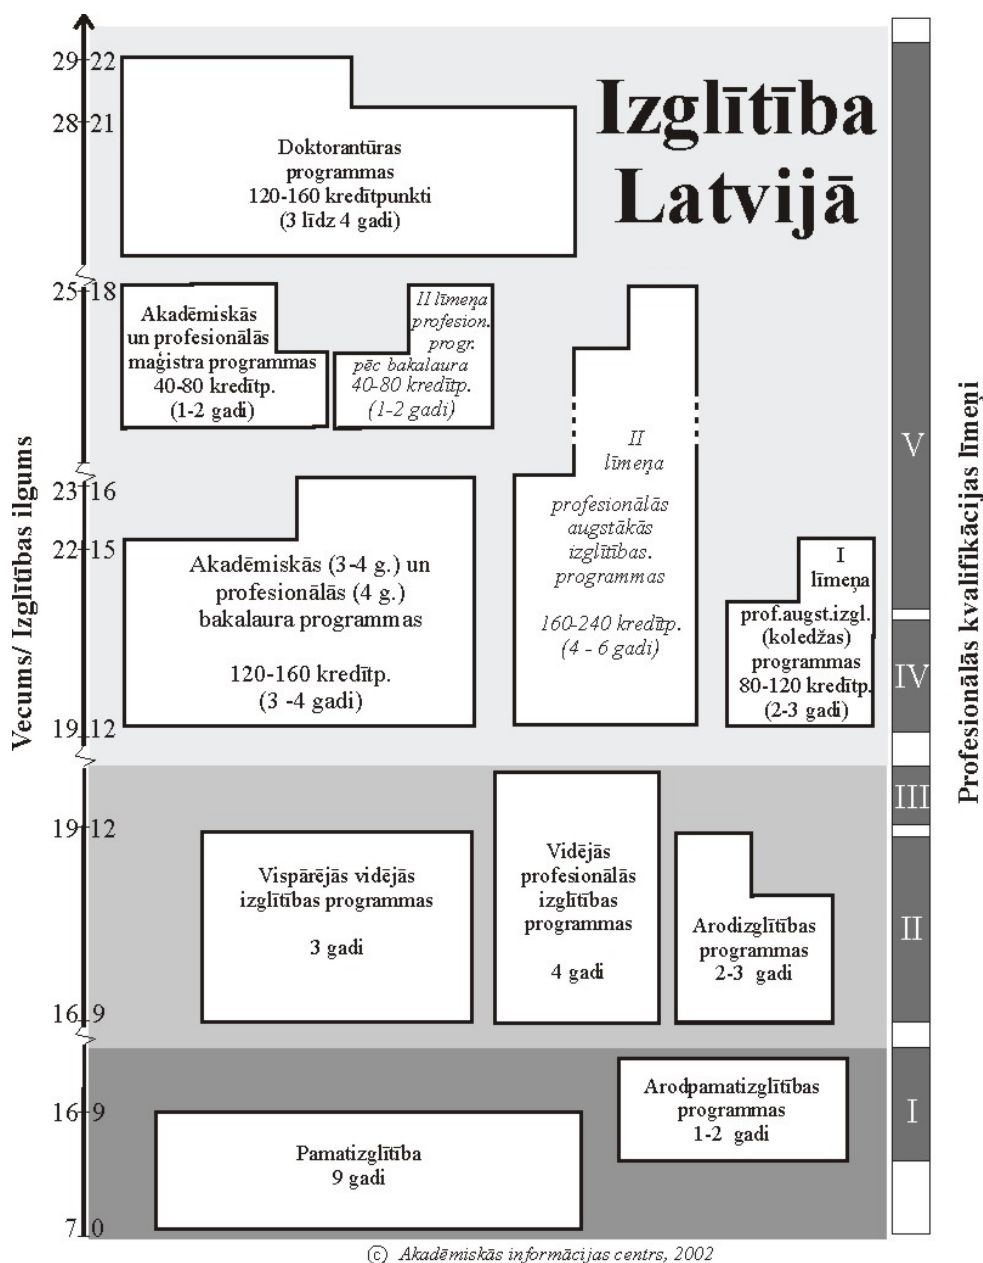 Izglītība
Latvijā
29 22
28 21
Doktorantūras
programmas
120-160 kredītpunkti
(3 līdz 4 gadi)
25 18
Akadēmiskās
un profesionālās
maģistra programmas
40-80 kredītp.
(1-2 gadi)
II līmeņa
profesion.
progr.
pēc bakalaura
40-80 kredītp.
(1-2 gadi)
II
līmeņa
profesionālās
augstākās
izglītības.
programmas
160-240 kredītp.
(4 - 6 gadi)
23 16
22 15
Akadēmiskās (3-4 g.) un
profesionālās (4 g.)
bakalaura programmas
120-160 kredītp.
(3 -4 gadi)
I
līmeņa
prof.augst.izgl.
(koledžas)
programmas
80-120 kredītp.
(2-3 gadi)
19 12
19 12
Vispārējās vidējās
izglītības programmas
3 gadi
Vidējās
profesionālās
izglītības
programmas
4 gadi
Arodizglītības
programmas
2-3 gadi
16 9
16 9
Arodpamatizglītības
programmas
1-2 gadi
Pamatizglītība
9 gadi
7 0
Vecums/ Izglītības ilgums
V
IV
III
II
I
Profesionālās kvalifikācijas līmeņi
© Akadēmiskās informācijas centrs, 2002